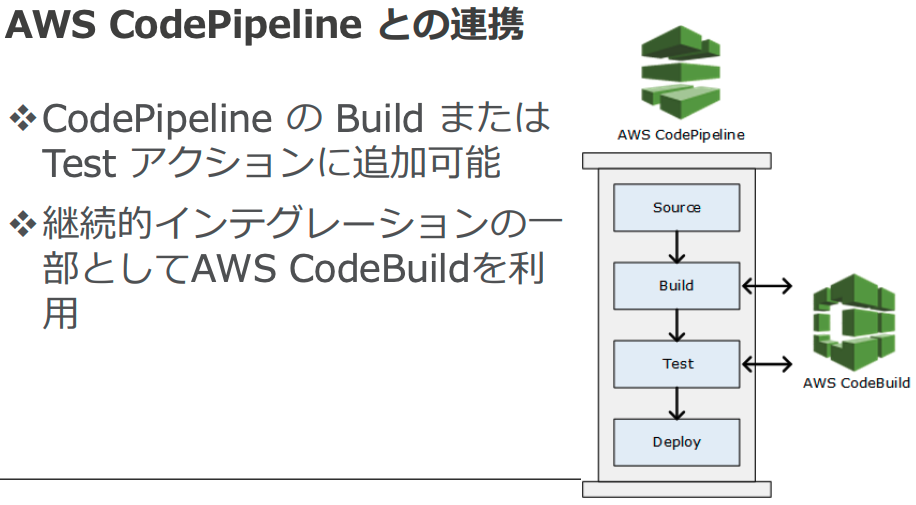 AWS CodePipeline との連携
❖CodePipeline の Build または
Test アクションに追加可能
❖継続的インテグレーションの一
部としてAWS CodeBuildを利
用
AWS CodePipeline
Source
Build
Test
Deploy
AWS CodeBuild